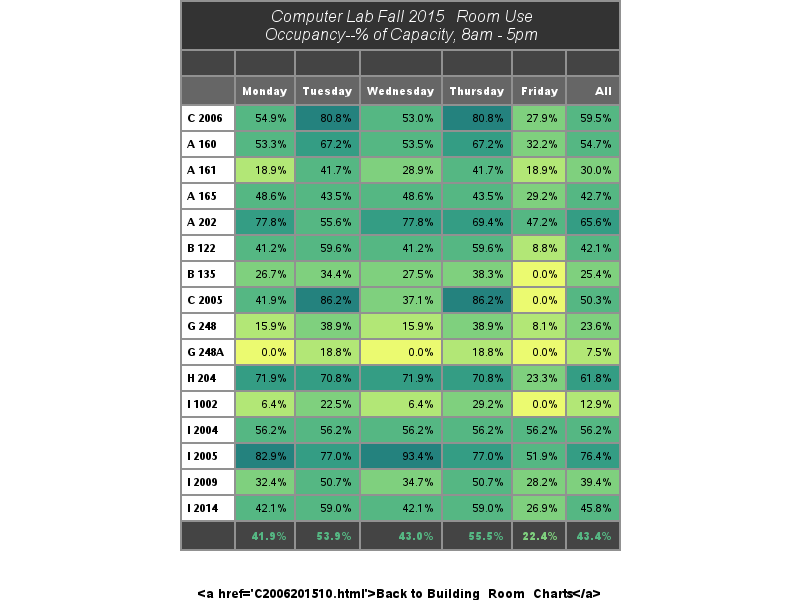 Computer Lab Fall 2015 Room Use
Occupancy--% of Capacity, 8am - 5pm
Monday Tuesday Wednesday Thursday Friday All
C 2006 54.9% 80.8% 53.0% 80.8% 27.9% 59.5%
A 160 53.3% 67.2% 53.5% 67.2% 32.2% 54.7%
A 161 18.9% 41.7% 28.9% 41.7% 18.9% 30.0%
A 165 48.6% 43.5% 48.6% 43.5% 29.2% 42.7%
A 202 77.8% 55.6% 77.8% 69.4% 47.2% 65.6%
B 122 41.2% 59.6% 41.2% 59.6% 8.8% 42.1%
B 135 26.7% 34.4% 27.5% 38.3% 0.0% 25.4%
C 2005 41.9% 86.2% 37.1% 86.2% 0.0% 50.3%
G 248 15.9% 38.9% 15.9% 38.9% 8.1% 23.6%
G 248A 0.0% 18.8% 0.0% 18.8% 0.0% 7.5%
H 204 71.9% 70.8% 71.9% 70.8% 23.3% 61.8%
I 1002 6.4% 22.5% 6.4% 29.2% 0.0% 12.9%
I 2004 56.2% 56.2% 56.2% 56.2% 56.2% 56.2%
I 2005 82.9% 77.0% 93.4% 77.0% 51.9% 76.4%
I 2009 32.4% 50.7% 34.7% 50.7% 28.2% 39.4%
I 2014 42.1% 59.0% 42.1% 59.0% 26.9% 45.8%
41.9% 53.9% 43.0% 55.5% 22.4% 43.4%
<a href='C2006201510.html'>Back to Building Room Charts</a>